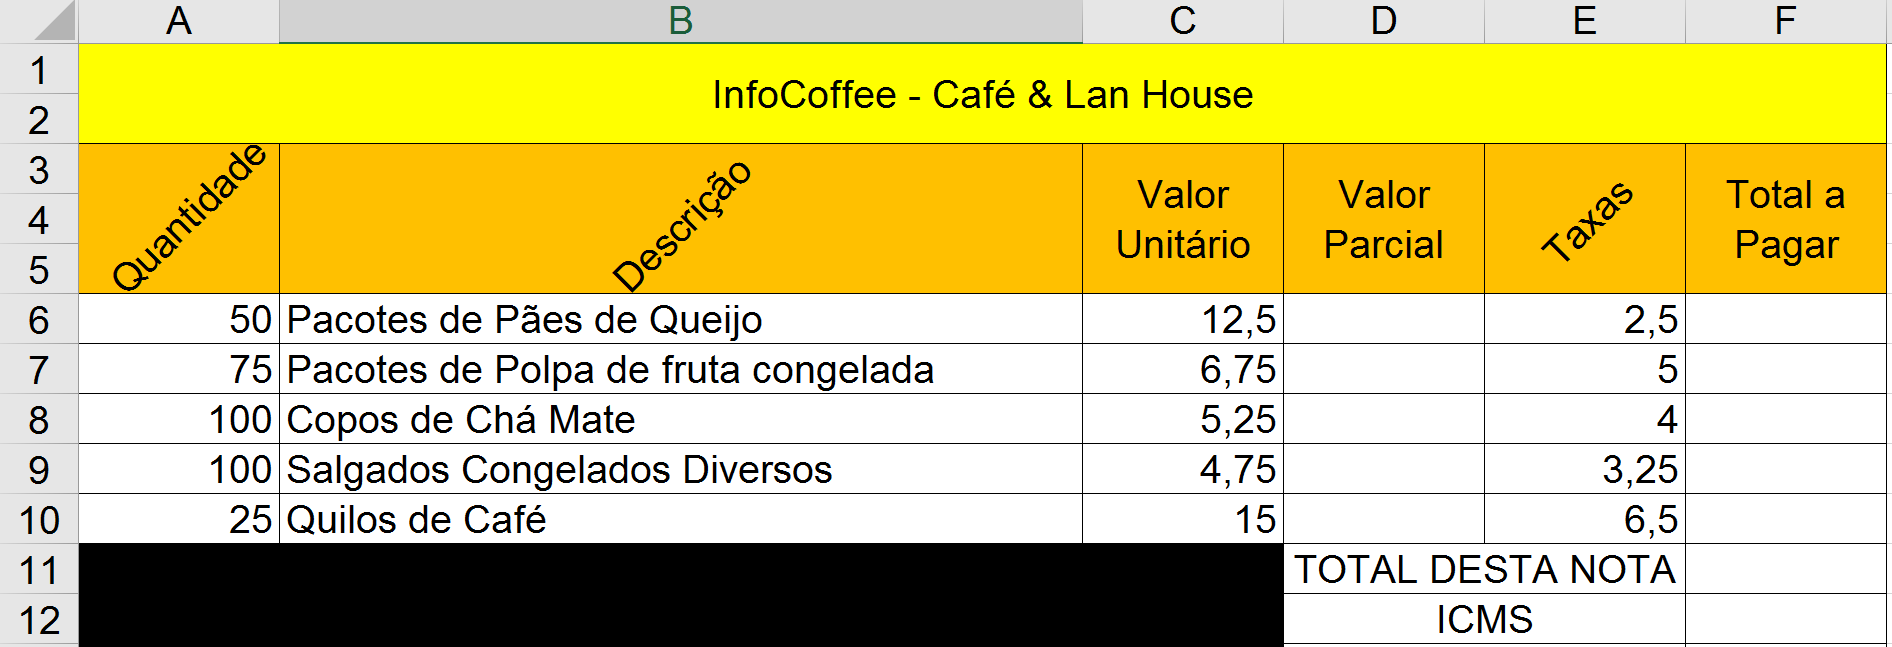 A B C D E F
1
InfoCoffee - Café & Lan House
2
3
4
5
Quantidade Descrição Valor Unitário Valor Parcial Taxas Total a Pagar
6 50 Pacotes de Pães de Queijo 12,5 2,5
7 75 Pacotes de Polpa de fruta congelada 6,75 5
8 100 Copos de Chá Mate 5,25 4
9 100 Salgados Congelados Diversos 4,75 3,25
10 25 Quilos de Café 15 6,5
11 TOTAL DESTA NOTA
12 ICMS